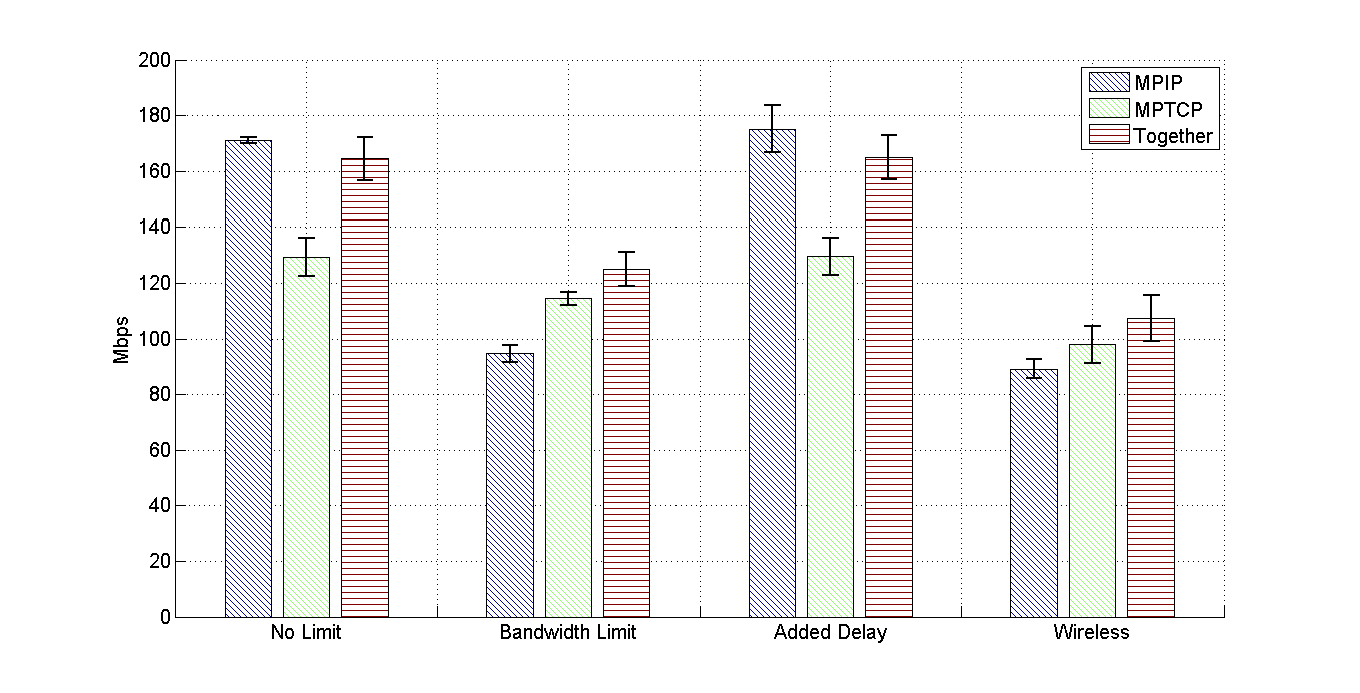 200
180
160
140
120
100
80
60
40
20
0
Mbps
No Limit
Bandwidth Limit
Added Delay
Wireless
MPIP
MPTCP
Together